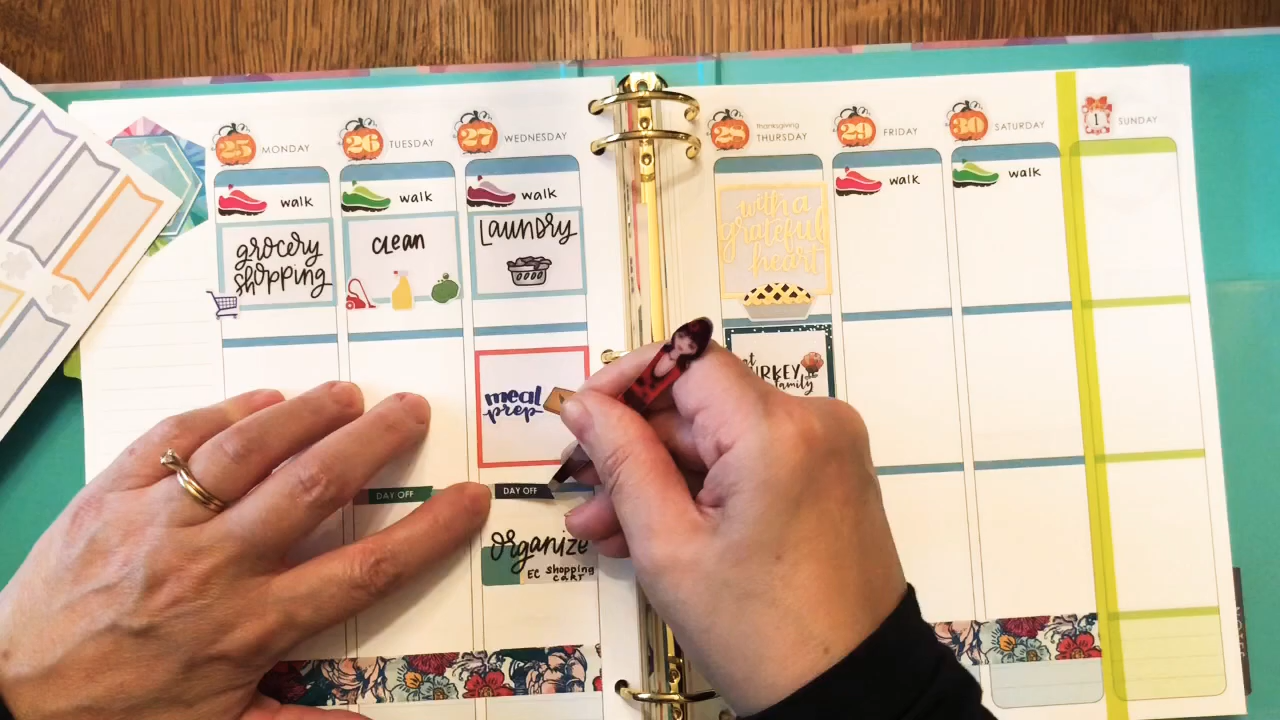 25 MONDAY
26 TUESDAY
27 WEDNESDAY
28 thanksgiving THURSDAY
29 FRIDAY
30 SATURDAY
1 SUNDAY
walk
walk
walk
walk
walk
grocery
shopping
clean
Laundry
with a
grateful
heart
meal
prep
family
DAY OFF
DAY OFF
organize
EC shopping
cart